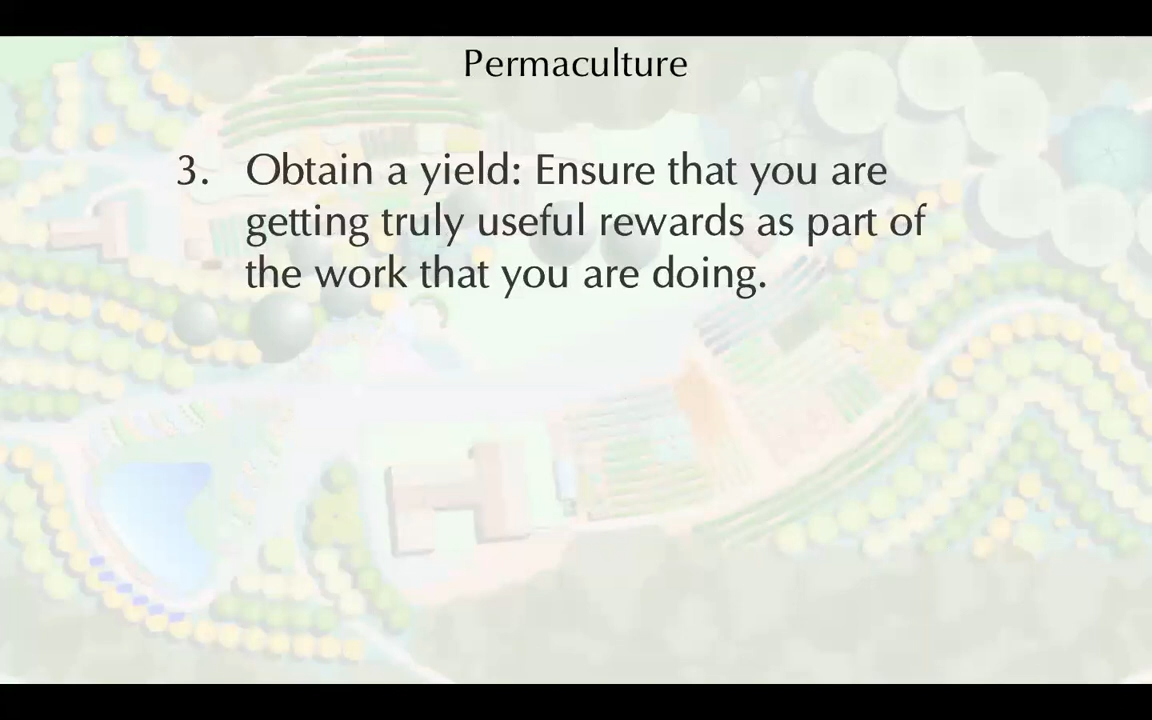 Permaculture
3. Obtain a yield: Ensure that you are
getting truly useful rewards as part of
the work that you are doing.